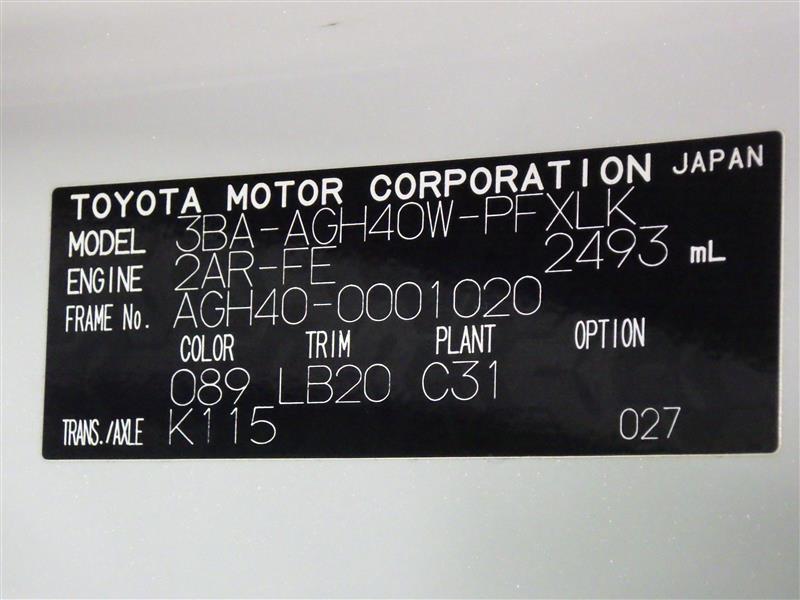 TOYOTA MOTOR CORPORATION JAPAN
MODEL 3BA-AGH40W-PFXLK
ENGINE 2AR-FE 2493 mL
FRAME No. AGH40-0001020
COLOR TRIM PLANT OPTION
089 LB20 C31
TRANS./AXLE K115 027